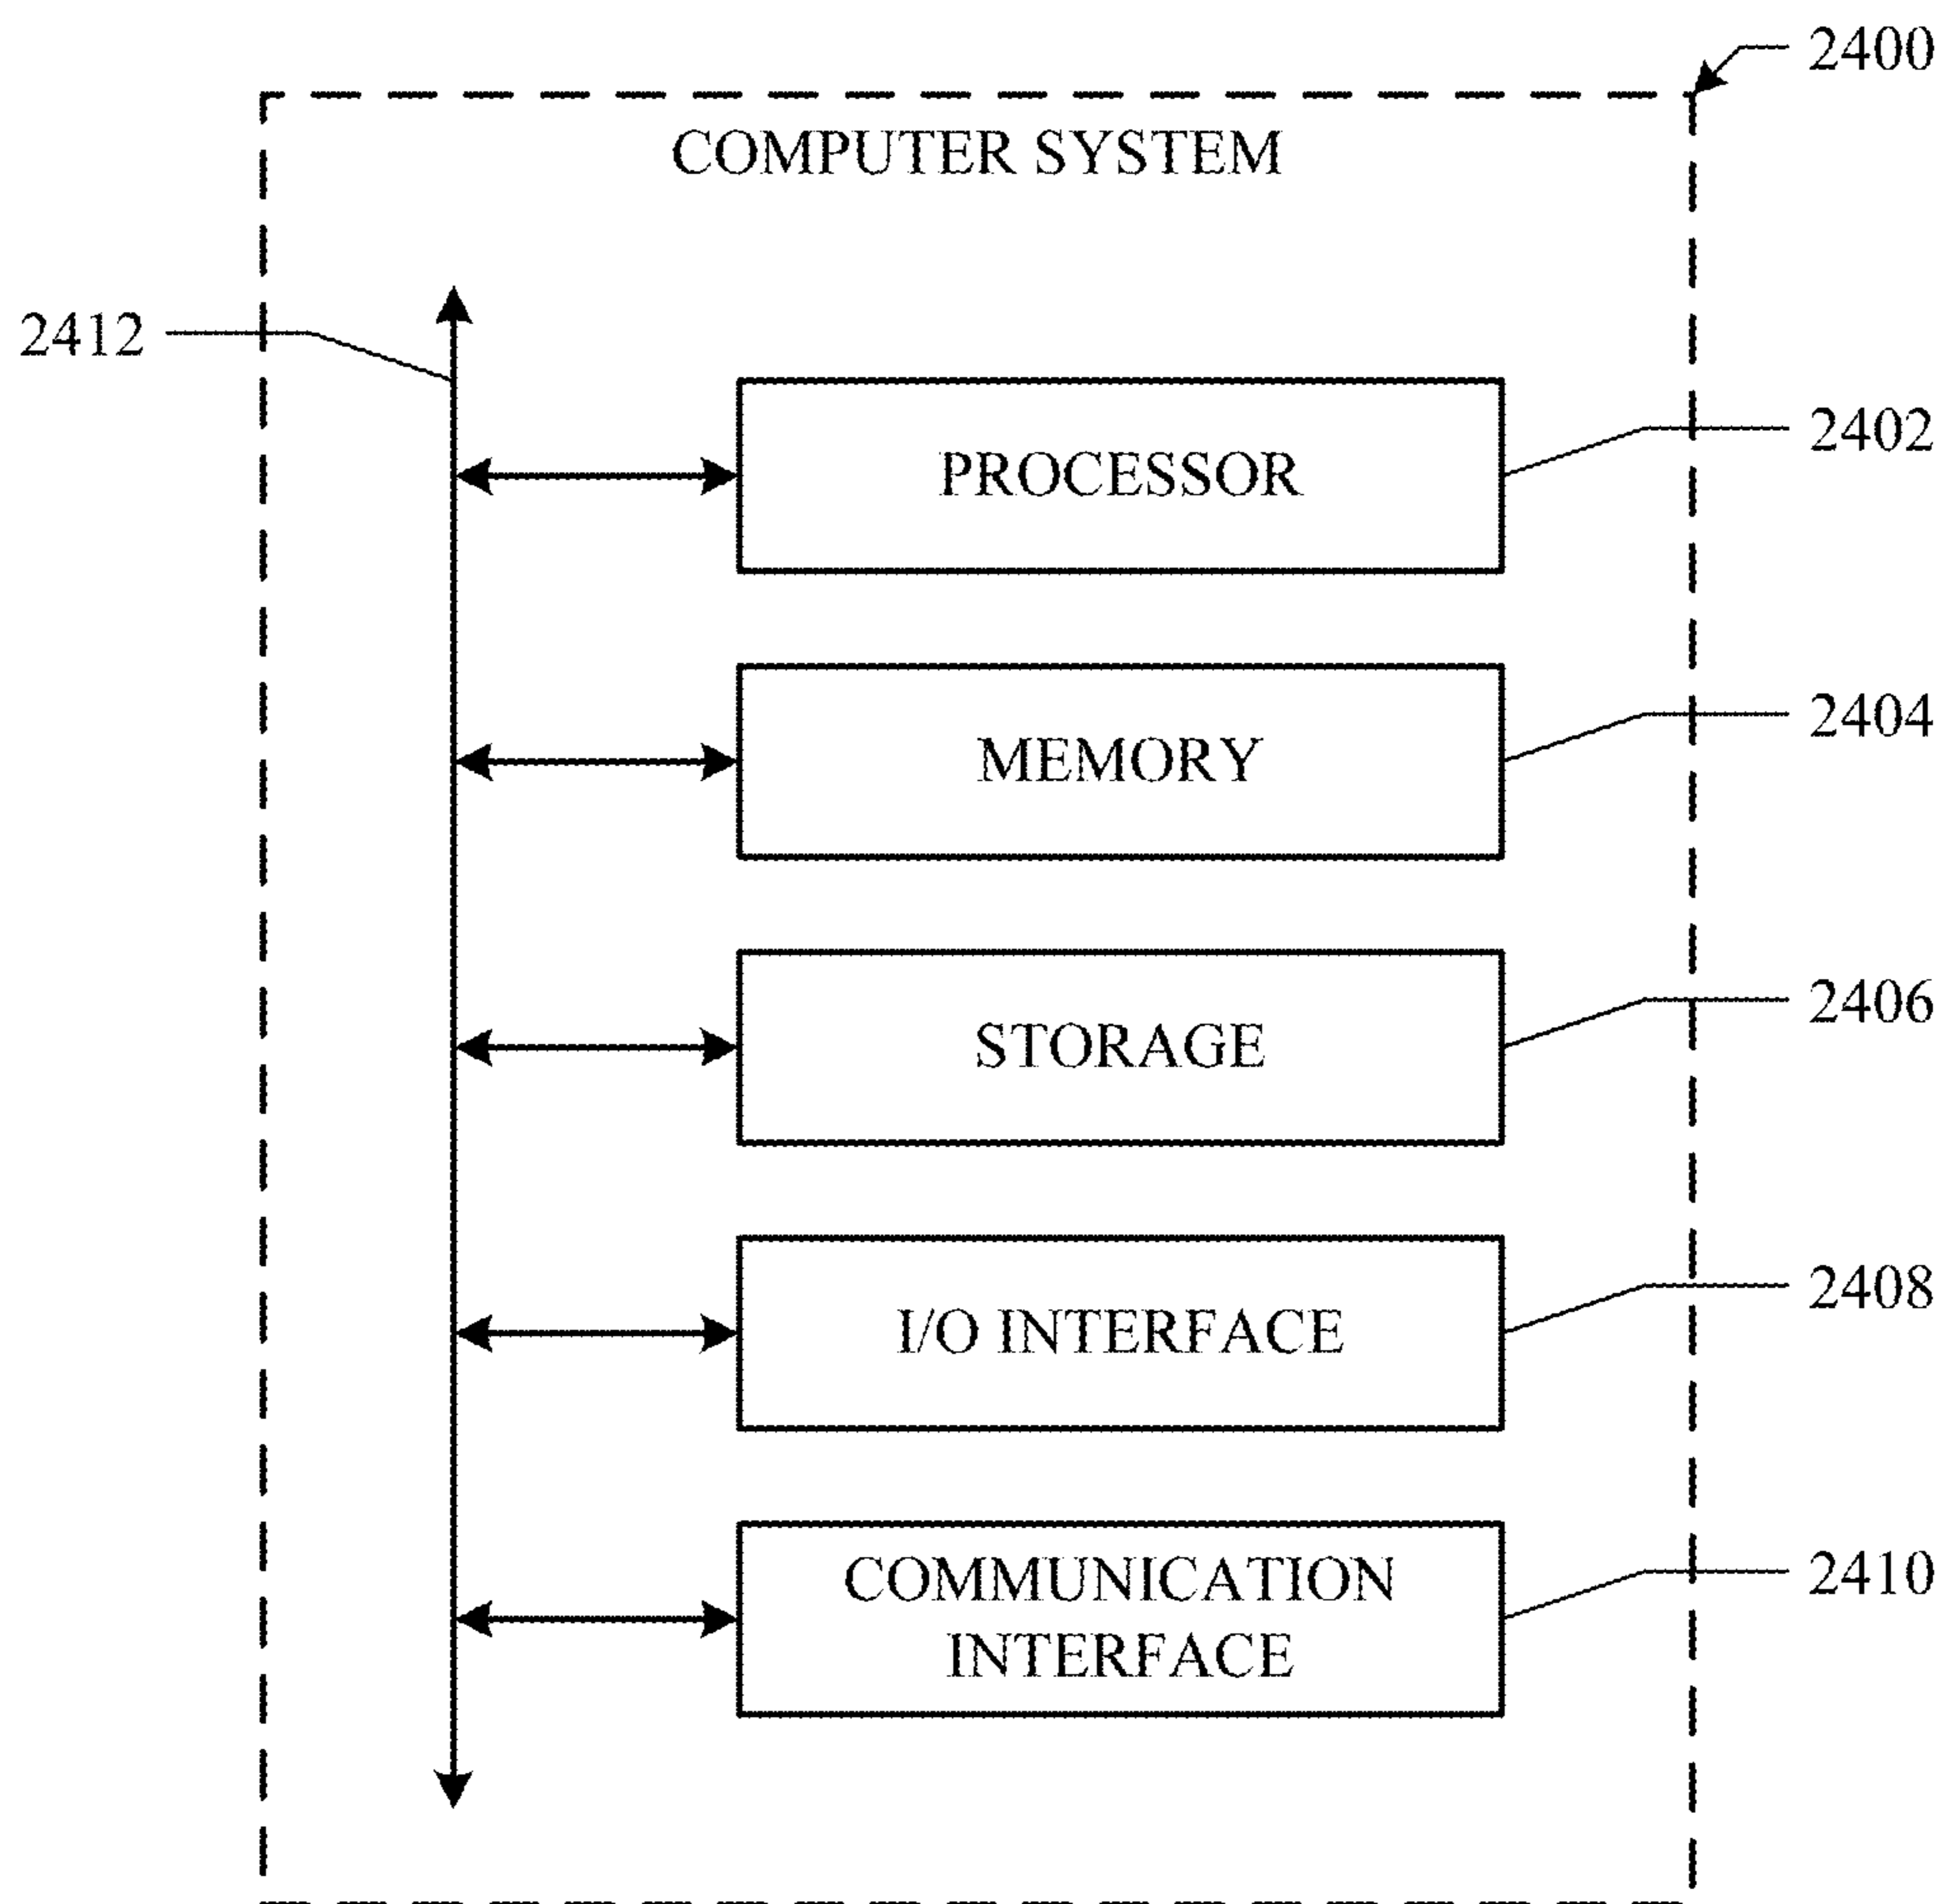 2400
COMPUTER SYSTEM
2412
PROCESSOR
2402
MEMORY
2404
STORAGE
2406
I/O INTERFACE
2408
COMMUNICATION
INTERFACE
2410